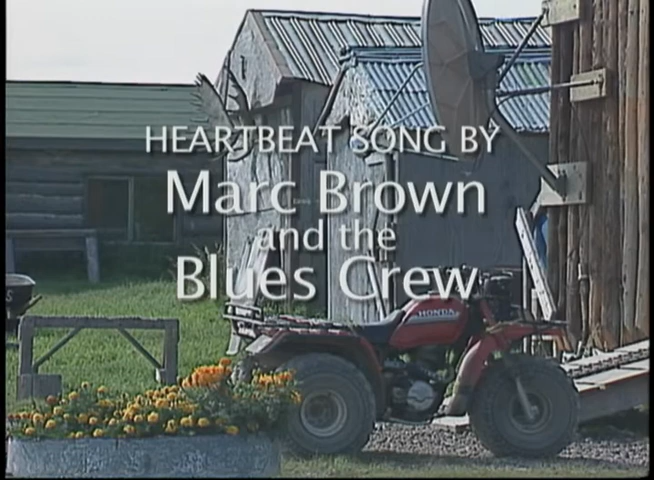 HEARTBEAT SONG BY
Marc Brown
and the
Blues Crew
HONDA